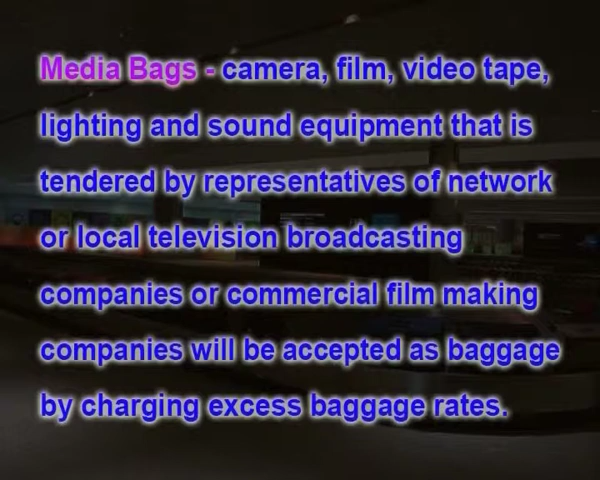 Media Bags - camera, film, video tape,
lighting and sound equipment that is
tendered by representatives of network
or local television broadcasting
companies or commercial film making
companies will be accepted as baggage
by charging excess baggage rates.